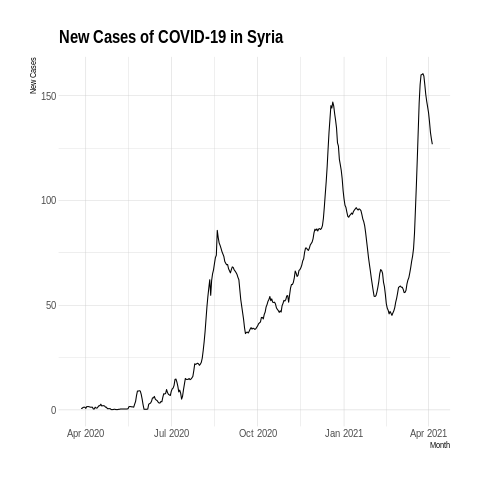 New Cases of COVID-19 in Syria
New Cases
150
100
50
0
Apr 2020 Jul 2020 Oct 2020 Jan 2021 Apr 2021
Month